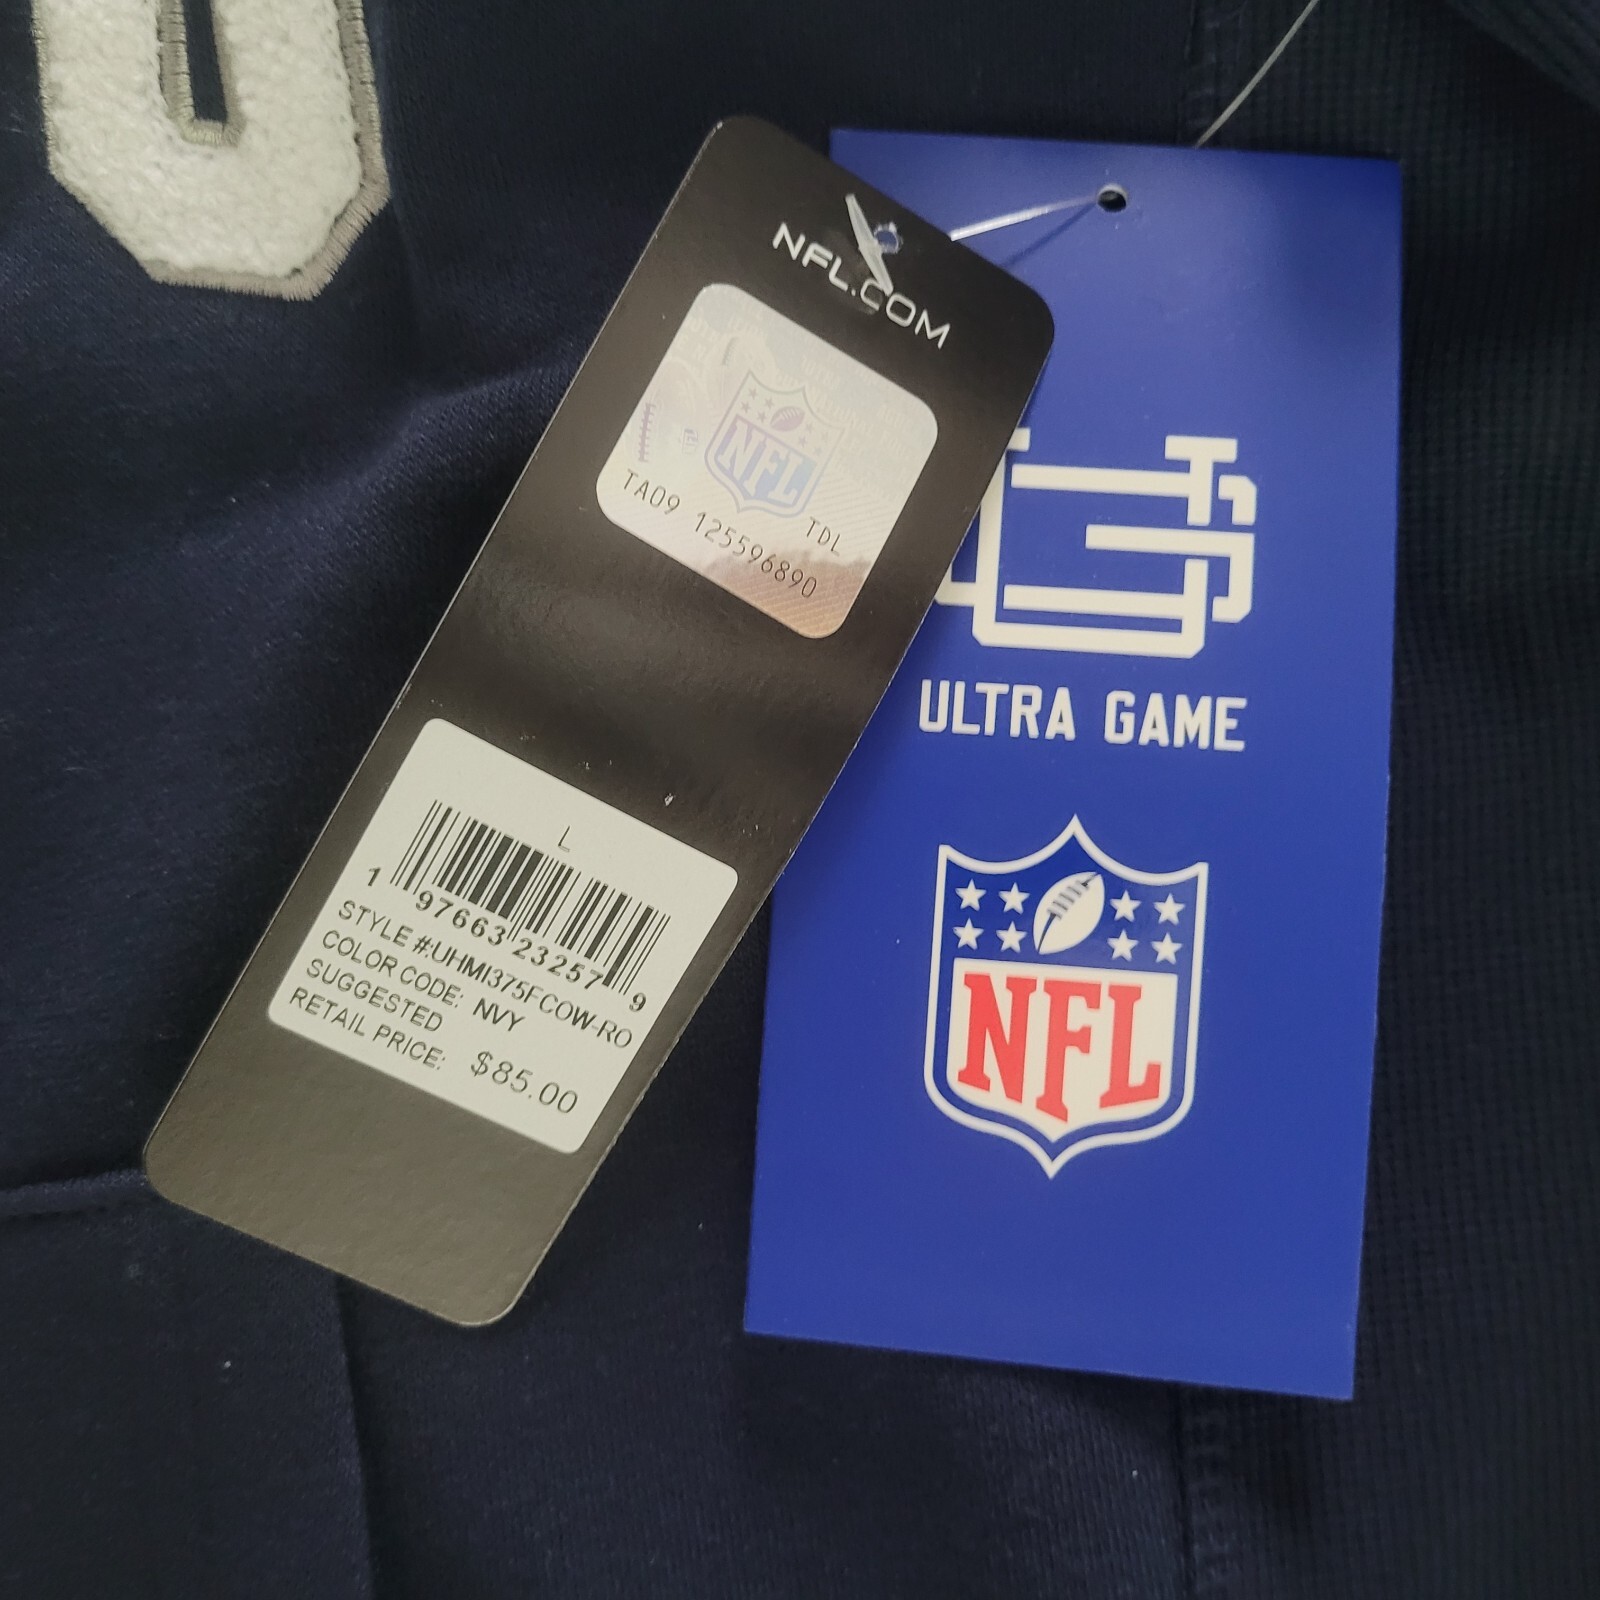 NFL.COM
NFL
TA09 TDL
125596890
L
1 97663 23257 9
STYLE #:UHMI375FCOW-RO
COLOR CODE: NVY
SUGGESTED
RETAIL PRICE: $85.00
UG
ULTRA GAME
NFL